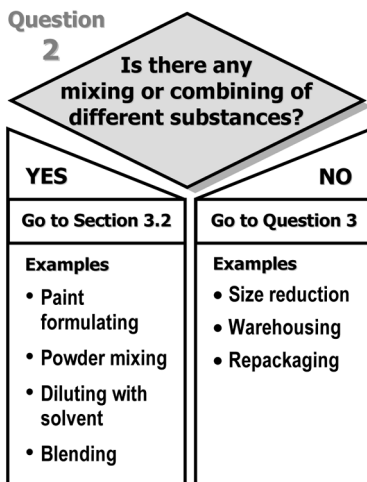 Question
2
Is there any
mixing or combining of
different substances?
YES
Go to Section 3.2
Examples
• Paint
formulating
• Powder mixing
• Diluting with
solvent
• Blending
NO
Go to Question 3
Examples
• Size reduction
• Warehousing
• Repackaging